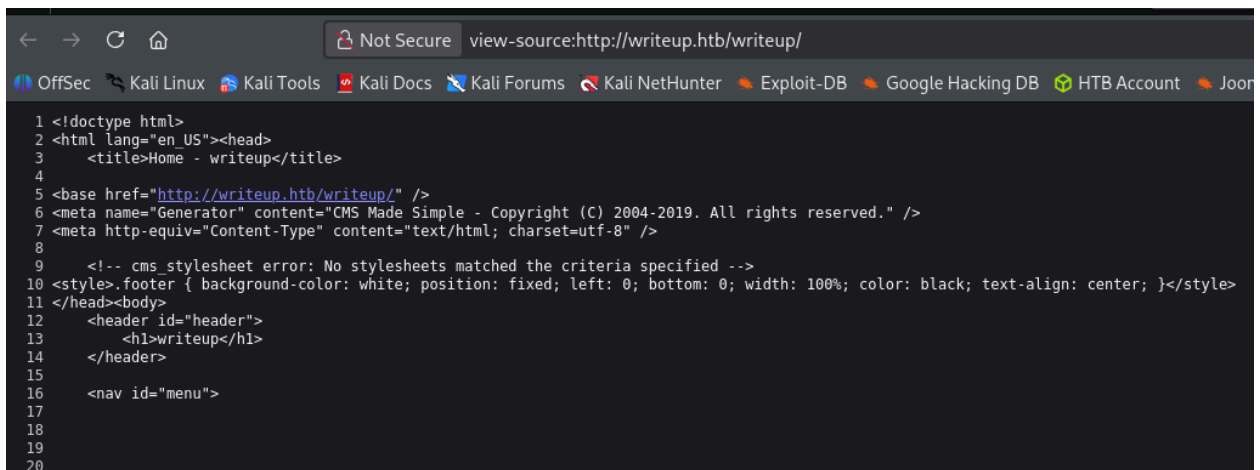 Not Secure view-source:http://writeup.htb/writeup/
OffSec Kali Linux Kali Tools Kali Docs Kali Forums Kali NetHunter Exploit-DB Google Hacking DB HTB Account
1 <!doctype html>
2 <html lang="en_US"><head>
3 <title>Home - writeup</title>
4
5 <base href="http://writeup.htb/writeup/" />
6 <meta name="Generator" content="CMS Made Simple - Copyright (C) 2004-2019. All rights reserved." />
7 <meta http-equiv="Content-Type" content="text/html; charset=utf-8" />
8
9 <!-- cms_stylesheet error: No stylesheets matched the criteria specified -->
10 <style>.footer { background-color: white; position: fixed; left: 0; bottom: 0; width: 100%; color: black; text-align: center; }</style>
11 </head><body>
12 <header id="header">
13 <h1>writeup</h1>
14 </header>
15
16 <nav id="menu">
17
18
19
20